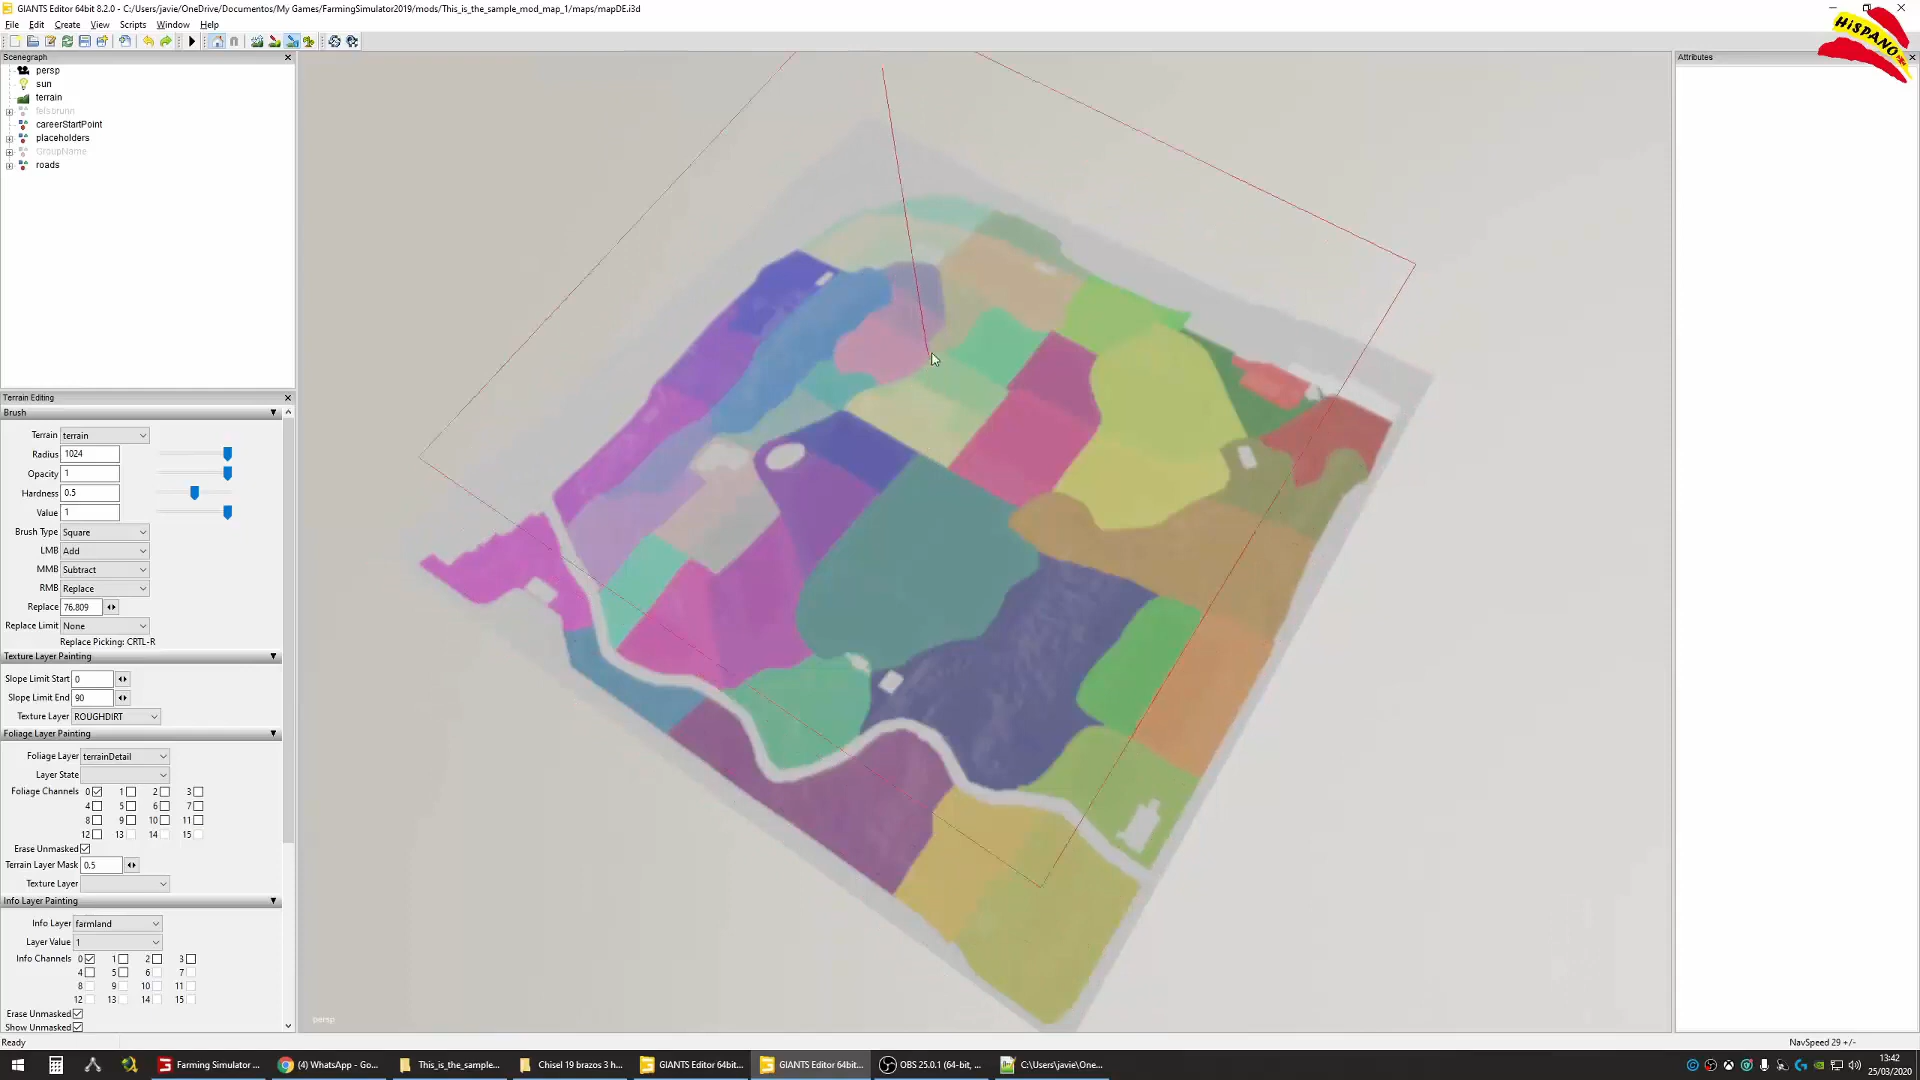 GIANTS Editor 64bit 8.2.0 - C:/Users/javie/OneDrive/Documentos/My Games/FarmingSimulator2019/mods/This_is_the_sample_mod_map_1/maps/mapDE.i3d
File Edit Create View Scripts Window Help
HiSPANO
Scenegraph
Attributes
persp
sun
terrain
felsbrunn
careerStartPoint
placeholders
GroupName
roads
Terrain Editing
Brush
Terrain terrain
Radius 1024
Opacity 1
Hardness 0.5
Value 1
Brush Type Square
LMB Add
MMB Subtract
RMB Replace
Replace 76.809
Replace Limit None
Replace Picking: CRTL-R
Texture Layer Painting
Slope Limit Start 0
Slope Limit End 90
Texture Layer ROUGHDIRT
Foliage Layer Painting
Foliage Layer terrainDetail
Layer State
Foliage Channels 0 1 2 3
4 5 6 7
8 9 10 11
12 13 14 15
Erase Unmasked
Terrain Layer Mask 0.5
Texture Layer
Info Layer Painting
Info Layer farmland
Layer Value 1
Info Channels 0 1 2 3
4 5 6 7
8 9 10 11
12 13 14 15
Erase Unmasked
Show Unmasked
persp
Ready
NavSpeed 29 +/-
Farming Simulator ...
(4) WhatsApp - Go...
This_is_the_sample...
Chisel 19 brazos 3 h...
GIANTS Editor 64bit...
GIANTS Editor 64bit...
OBS 25.0.1 (64-bit, ...
C:\Users\javie\One...
13:42
25/03/2020